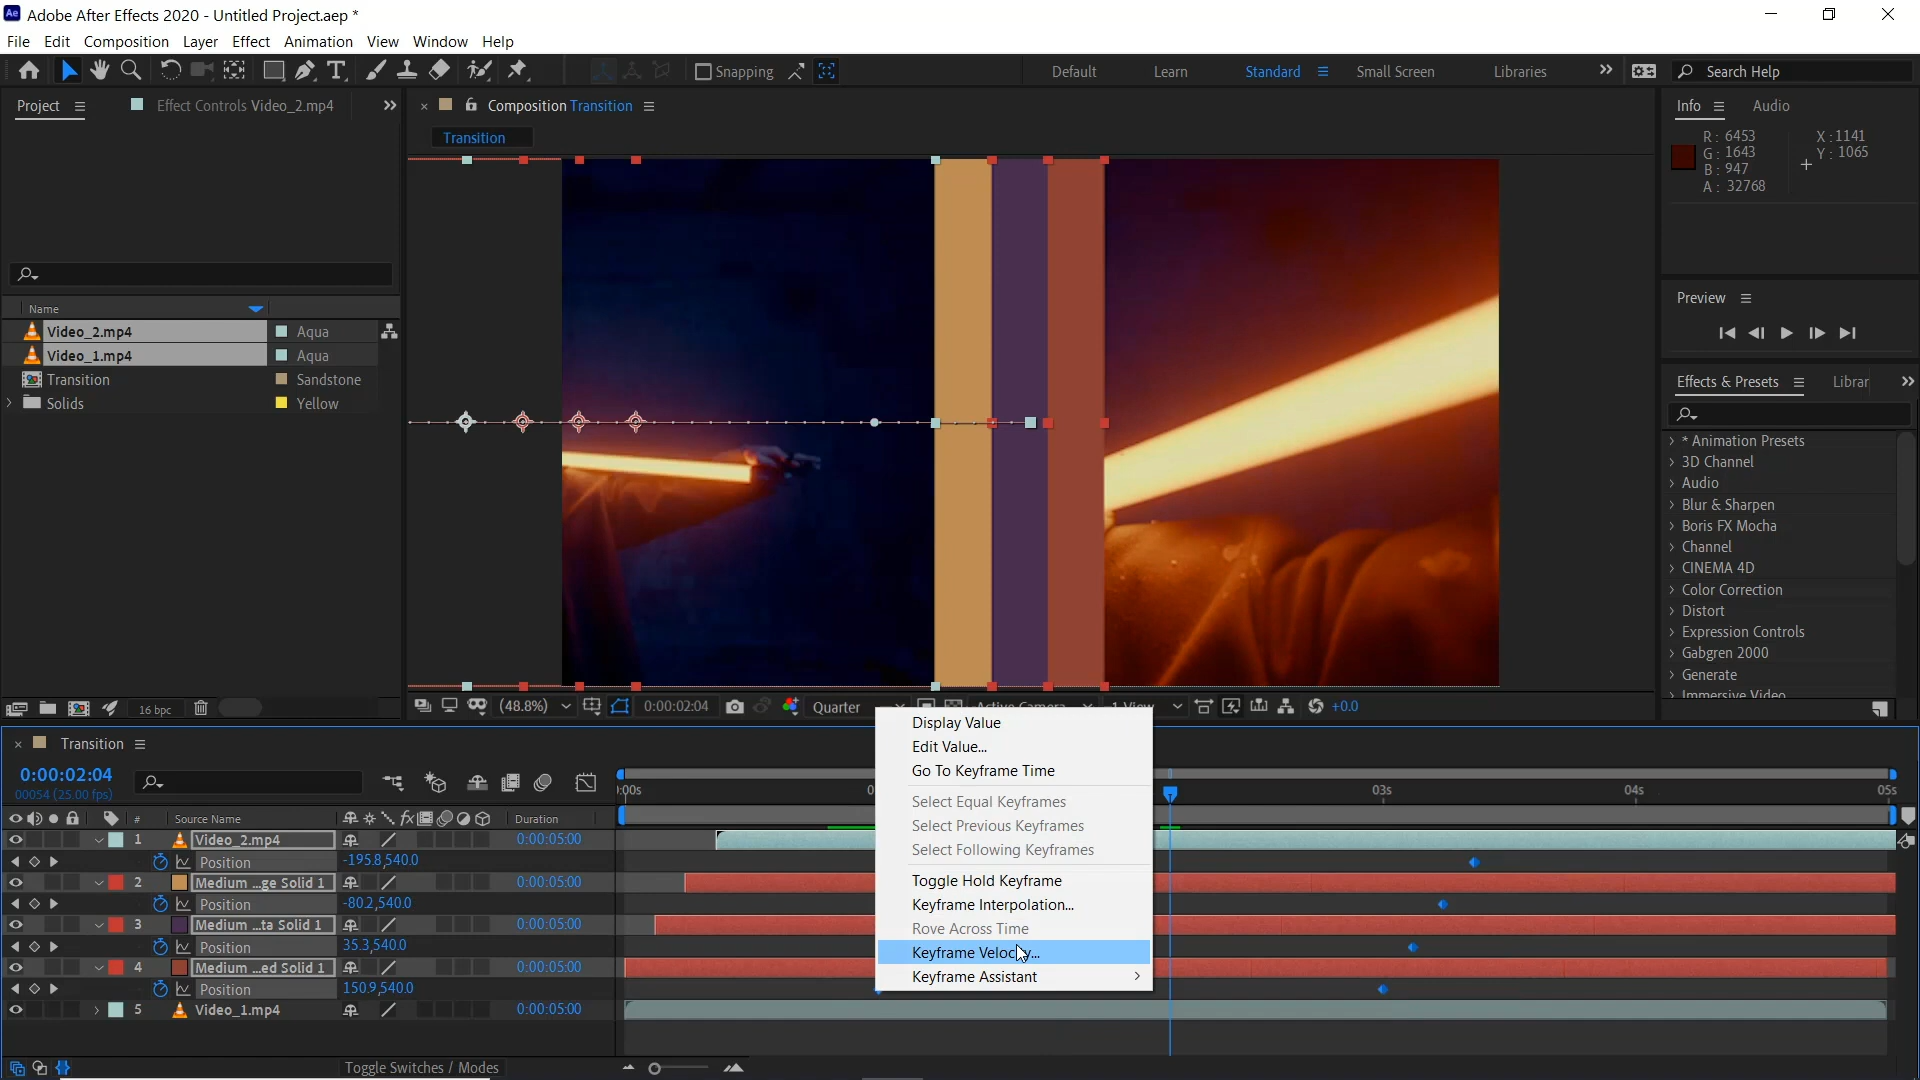 Ae Adobe After Effects 2020 - Untitled Project.aep *
File Edit Composition Layer Effect Animation View Window Help
Snapping Default Learn Standard Small Screen Libraries Search Help
Project Effect Controls Video_2.mp4
Composition Transition
Transition
Info Audio
R: 6453
G: 1643
B: 947
A: 32768
X: 1141
Y: 1065
Preview
Name
Video_2.mp4 Aqua
Video_1.mp4 Aqua
Transition Sandstone
Solids Yellow
Effects & Presets Librar
* Animation Presets
3D Channel
Audio
Blur & Sharpen
Boris FX Mocha
Channel
CINEMA 4D
Color Correction
Distort
Expression Controls
Gabgren 2000
Generate
Immersive Video
16 bpc
(48.8%) 0:00:02:04 Quarter Active Camera 1 View +0.0
Transition
0:00:02:04
00054 (25.00 fps)
):00s 0 03s 04s 05s
# Source Name fx Duration
1 Video_2.mp4 0:00:05:00
Position -195.8,540.0
2 Medium ...ge Solid 1 0:00:05:00
Position -80.2,540.0
3 Medium ...ta Solid 1 0:00:05:00
Position 35.3,540.0
4 Medium ...ed Solid 1 0:00:05:00
Position 150.9,540.0
5 Video_1.mp4 0:00:05:00
Toggle Switches / Modes
Display Value
Edit Value...
Go To Keyframe Time
Select Equal Keyframes
Select Previous Keyframes
Select Following Keyframes
Toggle Hold Keyframe
Keyframe Interpolation...
Rove Across Time
Keyframe Velocity...
Keyframe Assistant